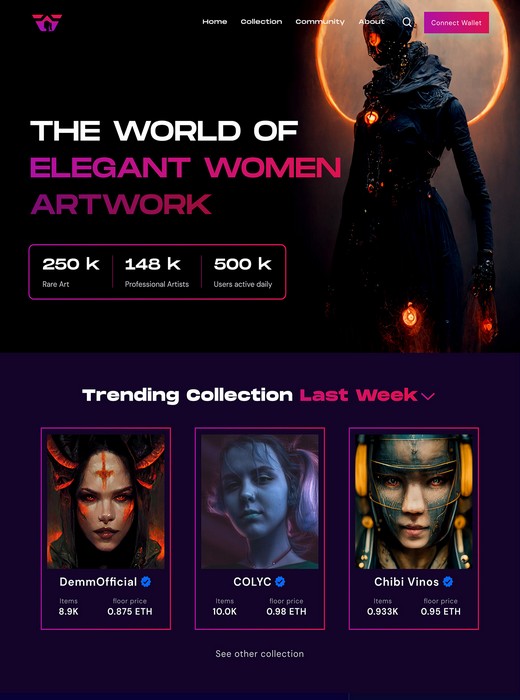 Home Collection Community About Connect Wallet
THE WORLD OF
ELEGANT WOMEN
ARTWORK
250 k 148 k 500 k
Rare Art Professional Artists Users active daily
Trending Collection Last Week
DemmOfficial COLYC Chibi Vinos
Items floor price Items floor price Items floor price
8.9K 0.875 ETH 10.0K 0.98 ETH 0.933K 0.95 ETH
See other collection